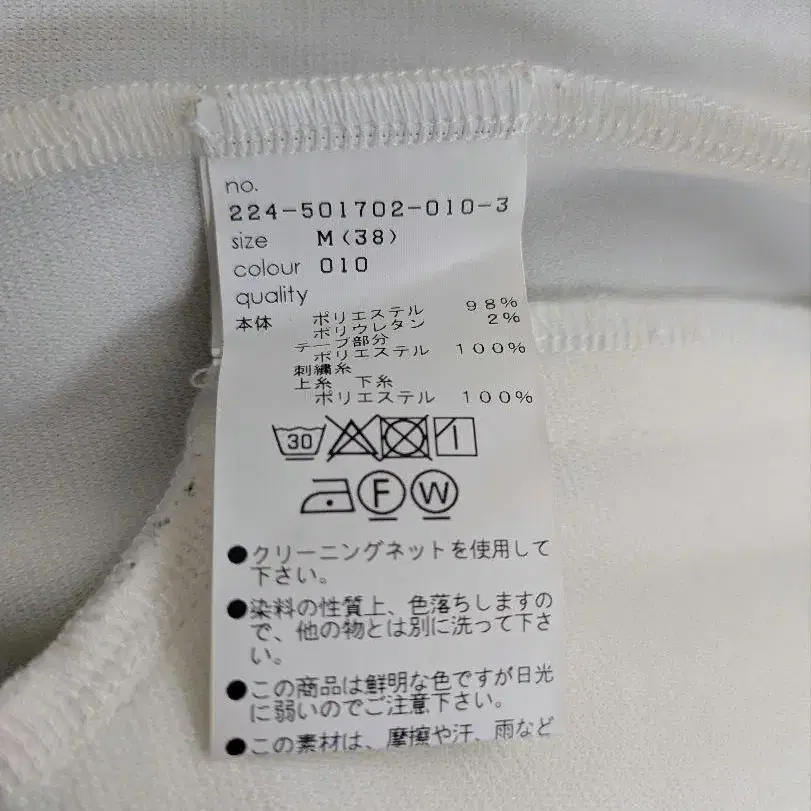 no.
224-501702-010-3
size M(38)
colour 010
quality
本体 ポリエステル 98%
ポリウレタン 2%
テープ部分
ポリエステル 100%
刺繍糸
上糸 下糸
ポリエステル 100%
30
F W
●クリーニングネットを使用して
下さい。
●染料の性質上、色落ちしますの
で、他の物とは別に洗って下さ
い。
●この商品は鮮明な色ですが日光
に弱いのでご注意下さい。
●この素材は、摩擦や汗、雨など